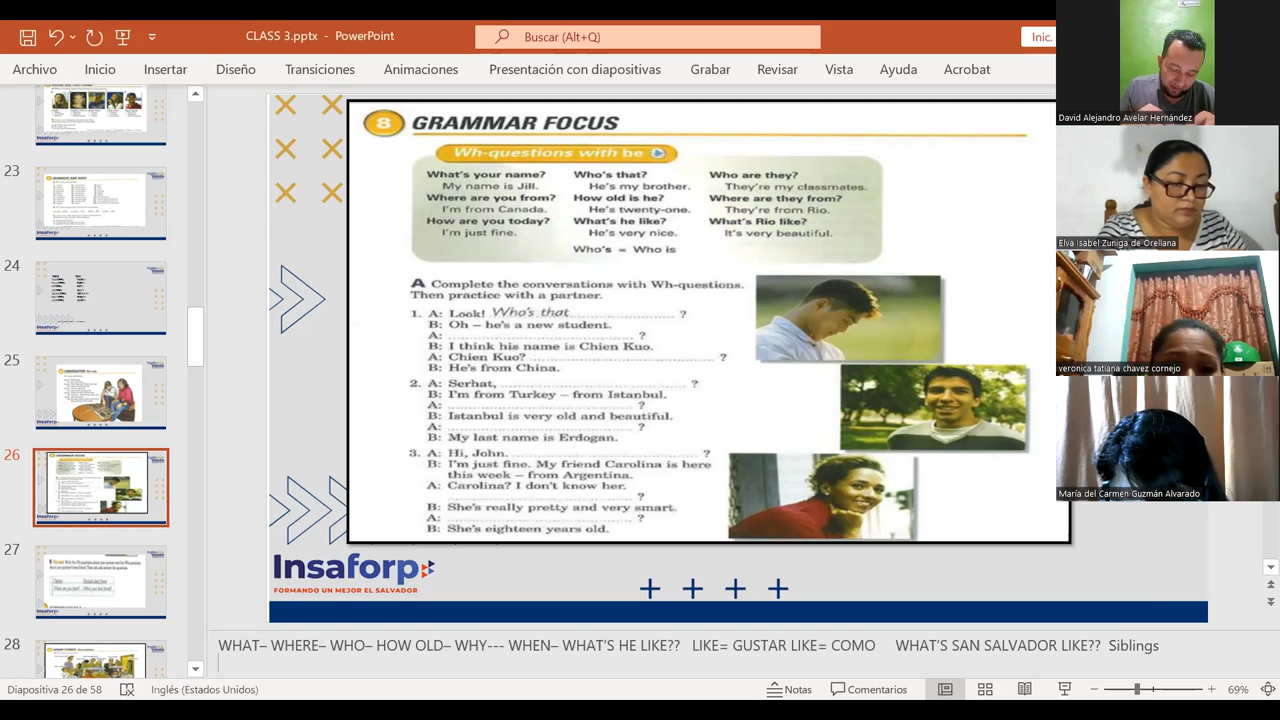 CLASS 3.pptx - PowerPoint
Buscar (Alt+Q)
Inic.
Archivo
Inicio
Insertar
Diseño
Transiciones
Animaciones
Presentación con diapositivas
Grabar
Revisar
Vista
Ayuda
Acrobat
23
24
25
26
27
28
8 GRAMMAR FOCUS
Wh-questions with be
What's your name?
My name is Jill.
Where are you from?
I'm from Canada.
How are you today?
I'm just fine.
Who's that?
He's my brother.
How old is he?
He's twenty-one.
What's he like?
He's very nice.
Who's = Who is
Who are they?
They're my classmates.
Where are they from?
They're from Rio.
What's Rio like?
It's very beautiful.
A Complete the conversations with Wh-questions.
Then practice with a partner.
1. A: Look! Who's that ?
B: Oh – he's a new student.
A: ?
B: I think his name is Chien Kuo.
A: Chien Kuo? ?
B: He's from China.
2. A: Serhat, ?
B: I'm from Turkey – from Istanbul.
A: ?
B: Istanbul is very old and beautiful.
A: ?
B: My last name is Erdogan.
3. A: Hi, John. ?
B: I'm just fine. My friend Carolina is here
this week – from Argentina.
A: Carolina? I don't know her.
?
B: She's really pretty and very smart.
A: ?
B: She's eighteen years old.
Insaforp
FORMANDO UN MEJOR EL SALVADOR
David Alejandro Avelar Hernández
Elva Isabel Zuniga de Orellana
veronica tatiana chavez cornejo
María del Carmen Guzmán Alvarado
WHAT– WHERE– WHO– HOW OLD– WHY--- WHEN– WHAT'S HE LIKE?? LIKE= GUSTAR LIKE= COMO WHAT'S SAN SALVADOR LIKE?? Siblings
Diapositiva 26 de 58
Inglés (Estados Unidos)
Notas
Comentarios
69%